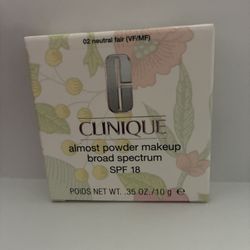 02 neutral fair (VF/MF)
CLINIQUE
almost powder makeup
broad spectrum
SPF 18
POIDS NET WT. .35 OZ./10 g ℮